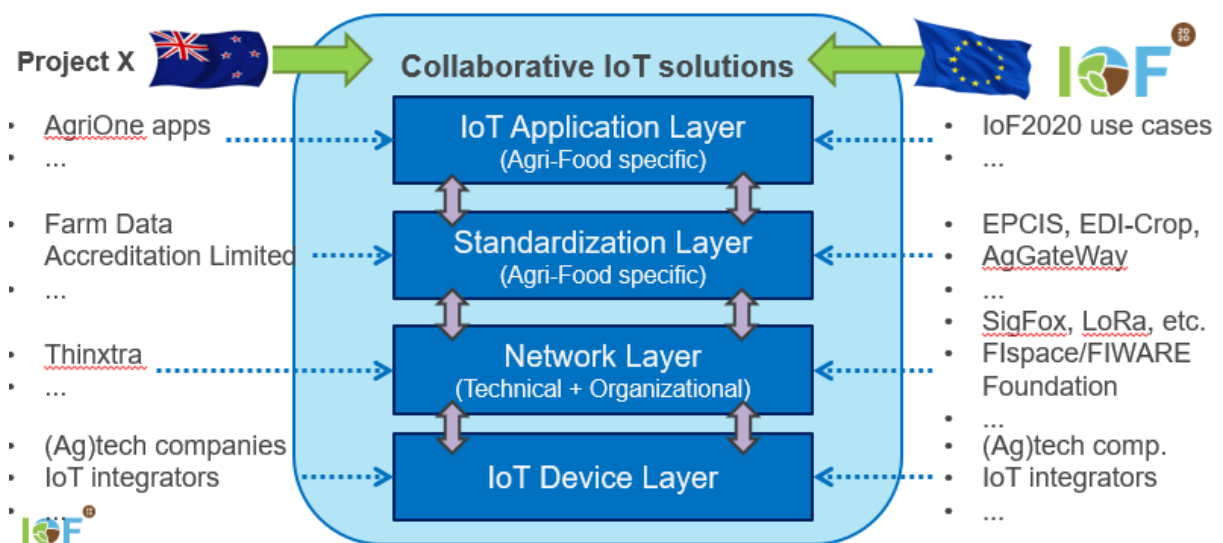 Project X
Collaborative IoT solutions
IOF
2020
• AgriOne apps
• ...
IoT Application Layer
(Agri-Food specific)
• IoF2020 use cases
• ...
• Farm Data
Accreditation Limited
• ...
Standardization Layer
(Agri-Food specific)
• EPCIS, EDI-Crop,
• AgGateWay
• ...
• Thinxtra
• ...
Network Layer
(Technical + Organizational)
• SigFox, LoRa, etc.
• FIspace/FIWARE
Foundation
• ...
• (Ag)tech companies
• IoT integrators
• ...
IoT Device Layer
• (Ag)tech comp.
• IoT integrators
• ...
IOF